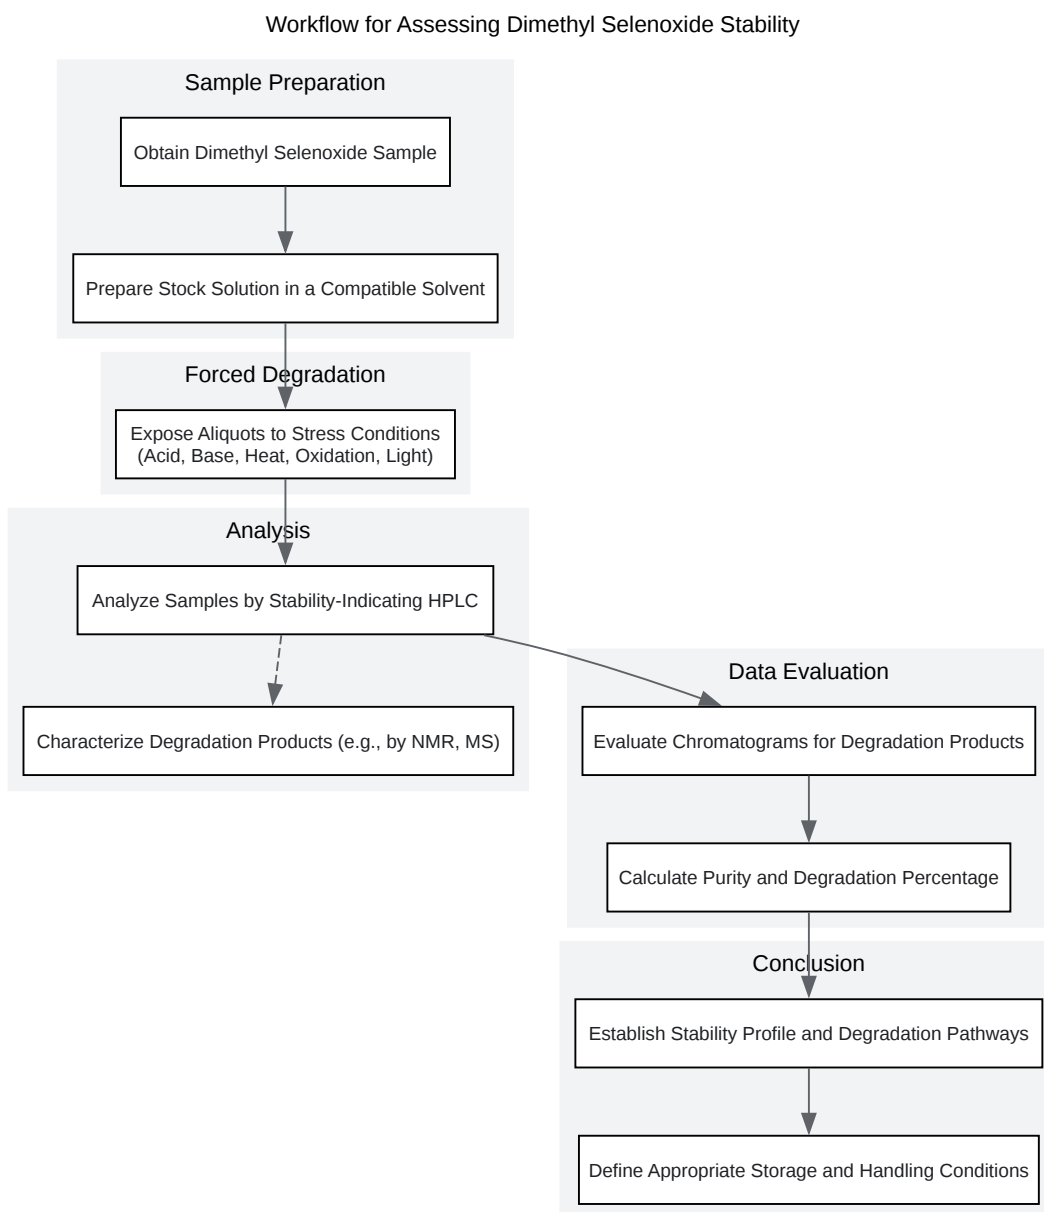 Workflow for Assessing Dimethyl Selenoxide Stability
Sample Preparation
Obtain Dimethyl Selenoxide Sample
Prepare Stock Solution in a Compatible Solvent
Forced Degradation
Expose Aliquots to Stress Conditions
(Acid, Base, Heat, Oxidation, Light)
Analysis
Analyze Samples by Stability-Indicating HPLC
Characterize Degradation Products (e.g., by NMR, MS)
Data Evaluation
Evaluate Chromatograms for Degradation Products
Calculate Purity and Degradation Percentage
Conclusion
Establish Stability Profile and Degradation Pathways
Define Appropriate Storage and Handling Conditions